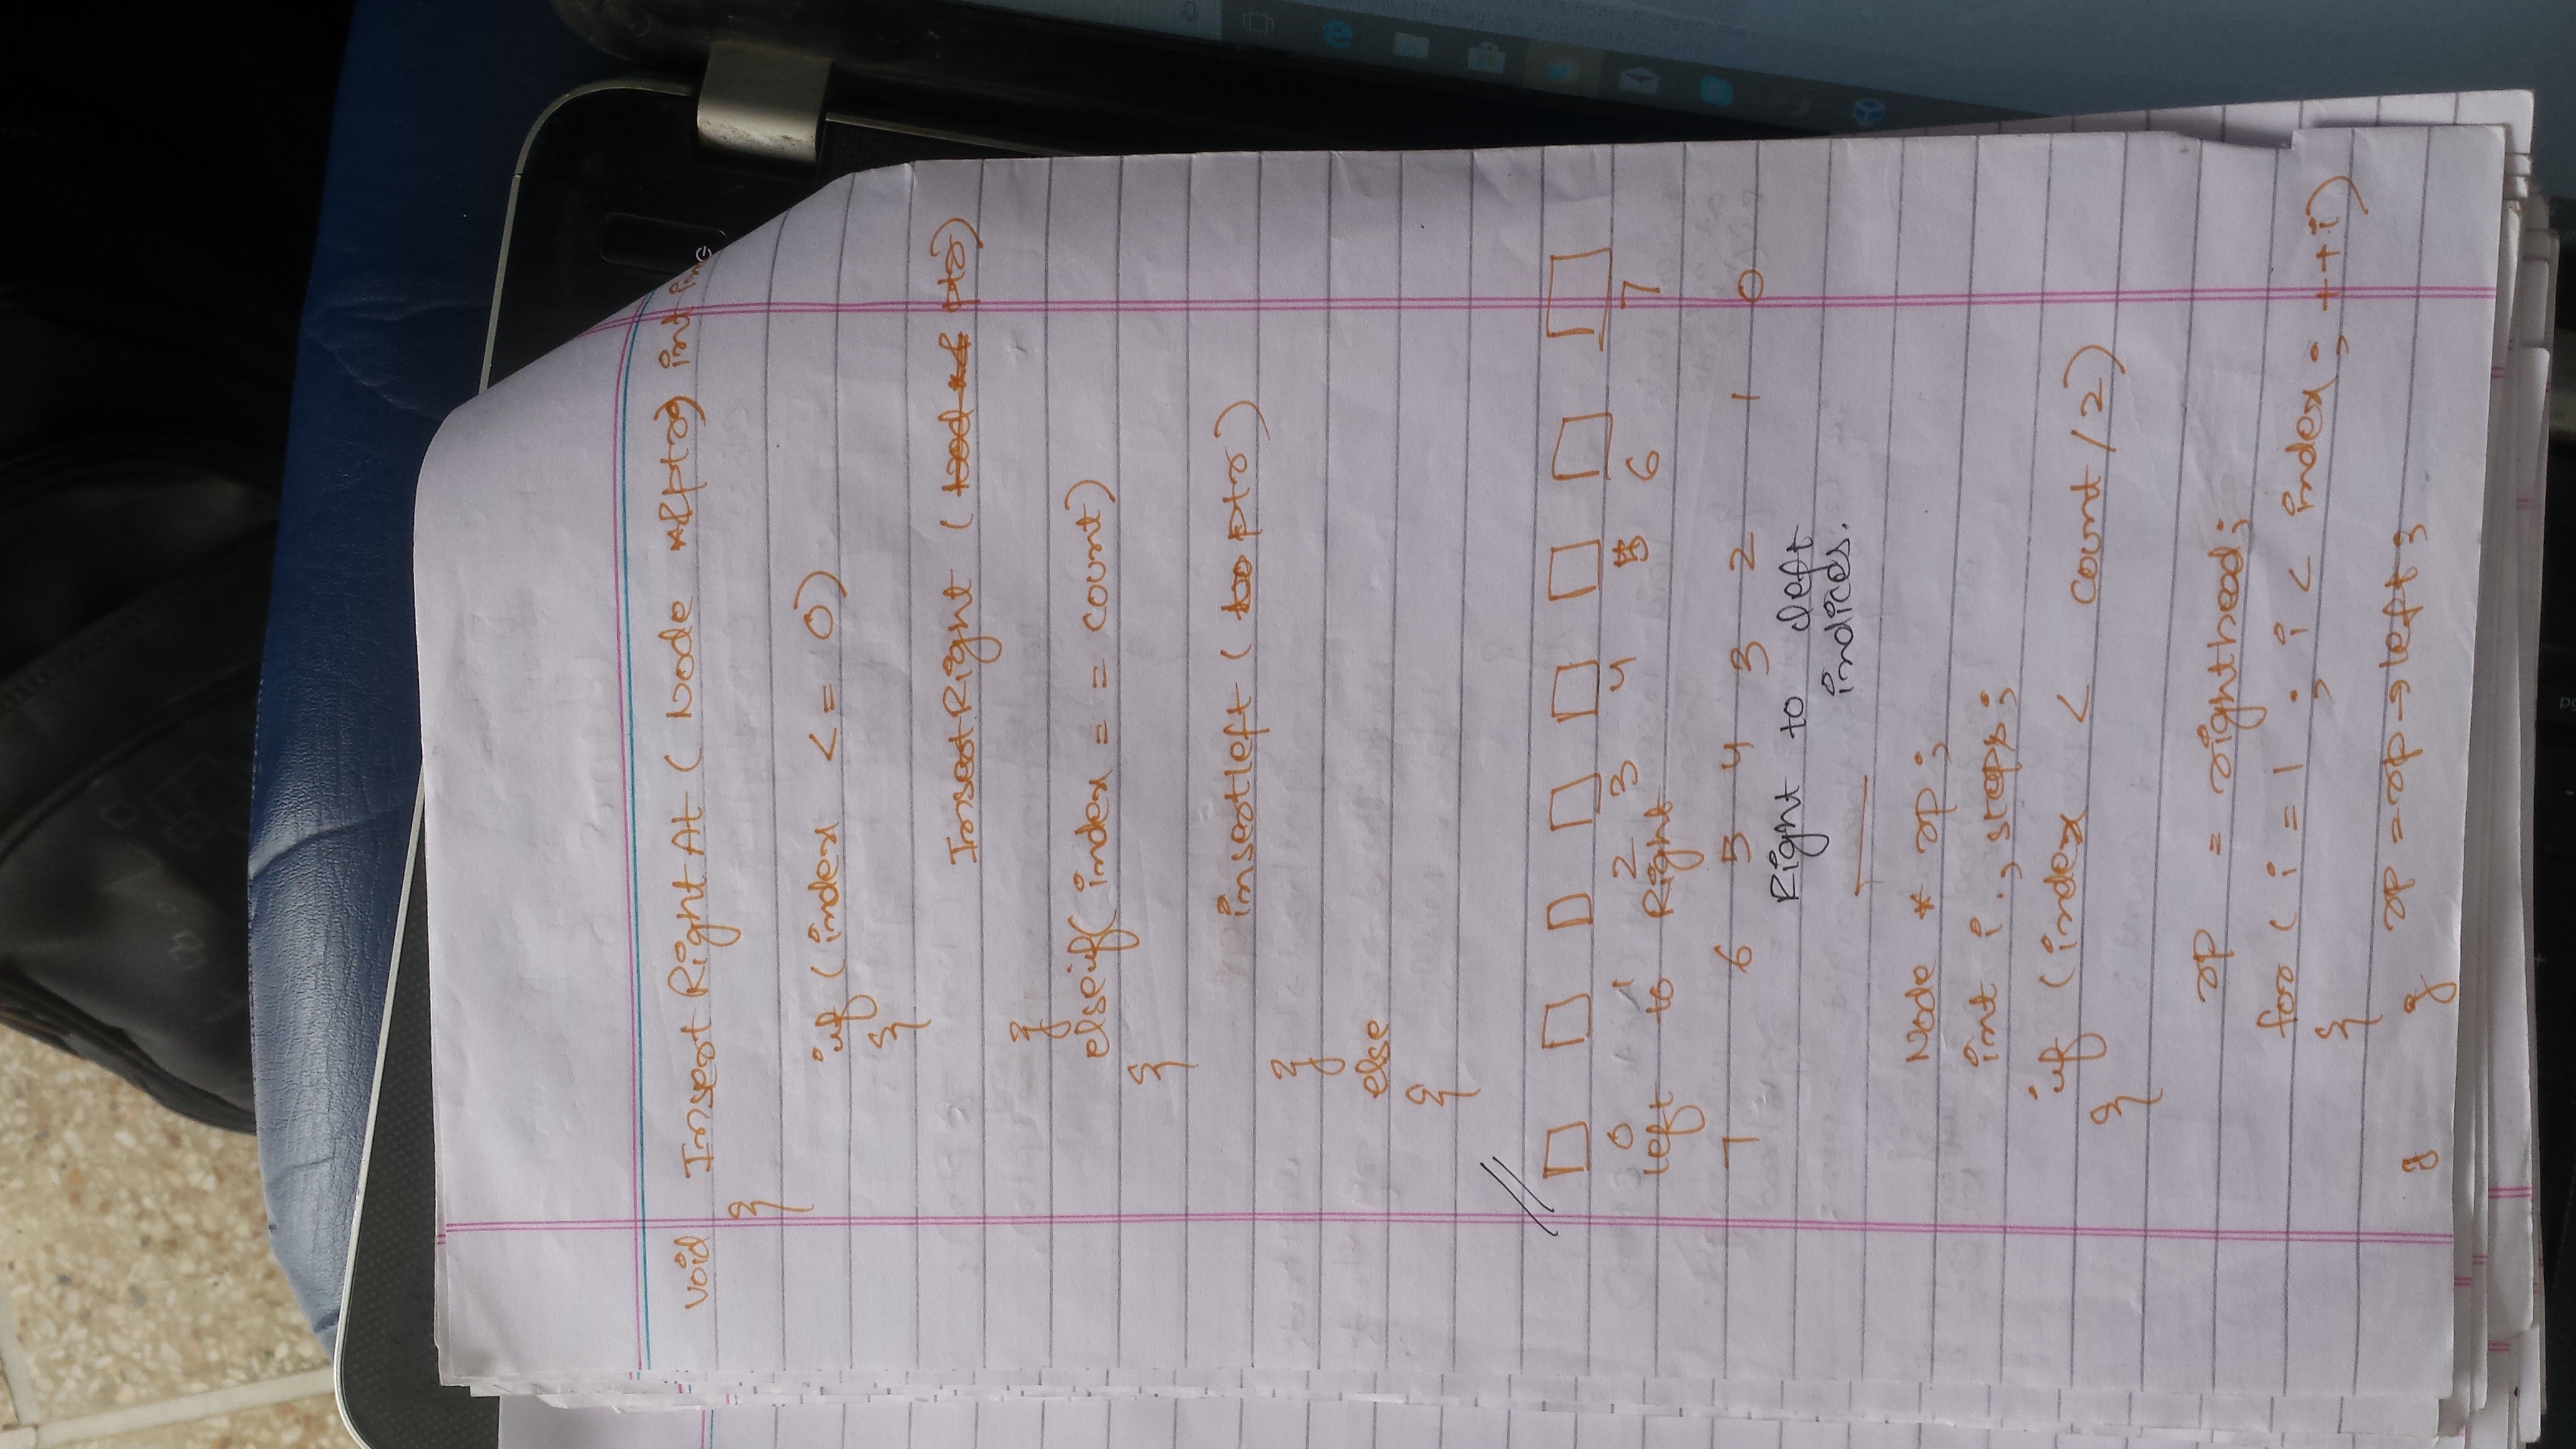 void InsertRightAt ( Node *&ptr) int in
{
if (index <= 0)
{
InsertRight ( ptr)
}
elseif( index = = count)
{
insertleft ( ptr )
}
else
{
//
0 1 2 3 4 5 6 7
left to Right
7 6 5 4 3 2 1 0
Right to left
indices.
Node * rp ;
int i., steps;
if (index < count/2)
{
rp = righthead;
for ( i = 1 ; i < index ; ++i)
{
rp = rp → left ;
} }